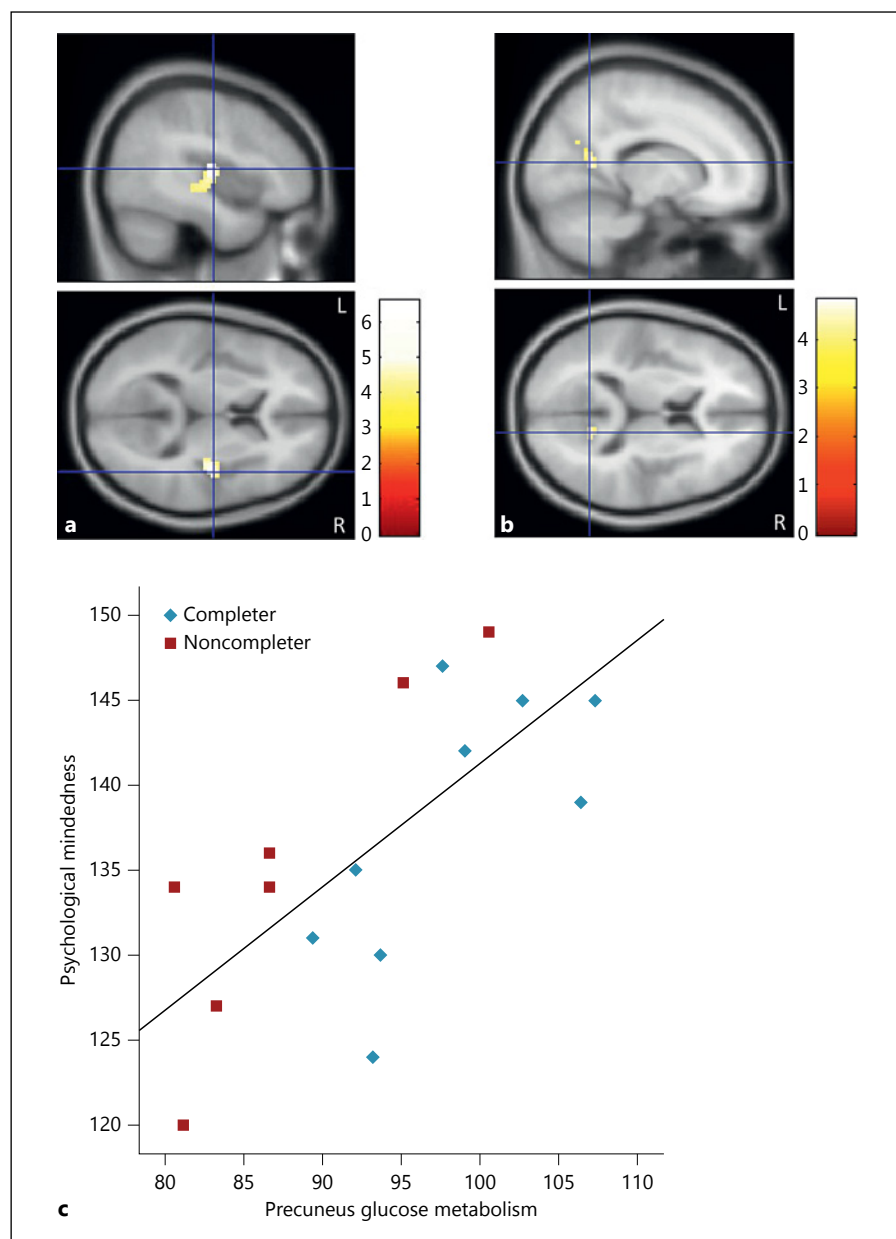 L
6
5
4
3
2
1
0
a
R
L
4
3
2
1
0
b
R
Completer
Noncompleter
150
145
140
135
130
125
120
Psychological mindedness
80 85 90 95 100 105 110
Precuneus glucose metabolism
c